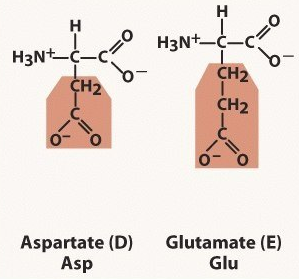 H
O
H3N+ C C
O−
CH2
C
O− O
Aspartate (D)
Asp
H
O
H3N+ C C
O−
CH2
CH2
C
O− O
Glutamate (E)
Glu